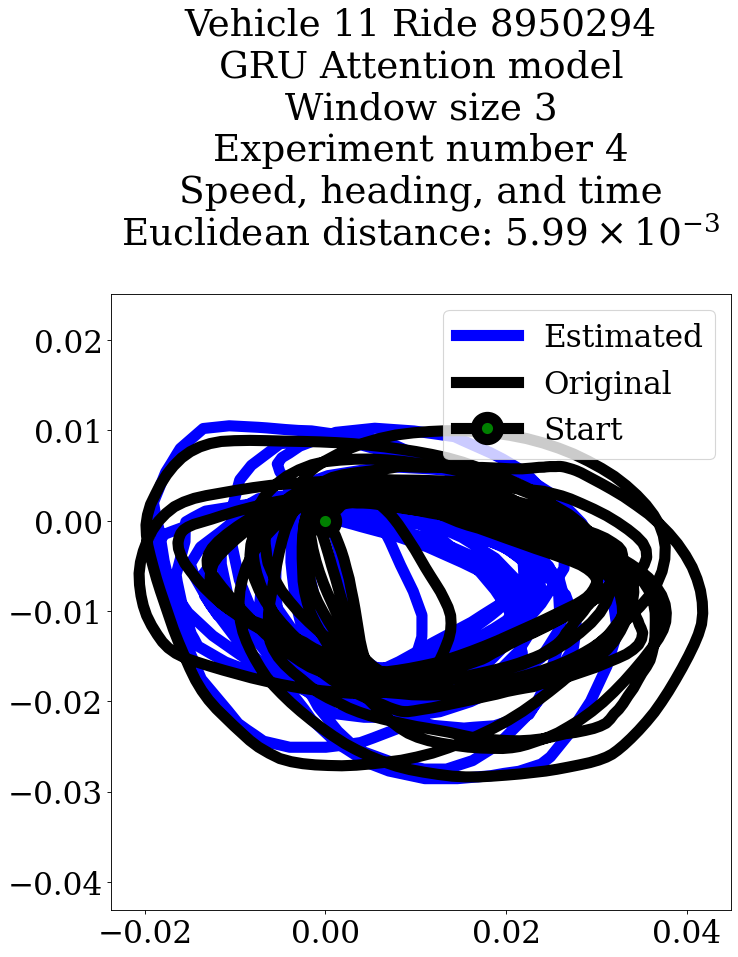 Vehicle 11 Ride 8950294
GRU Attention model
Window size 3
Experiment number 4
Speed, heading, and time
Euclidean distance: 5.99 × 10⁻³
Estimated
Original
Start
0.02
0.01
0.00
−0.01
−0.02
−0.03
−0.04
−0.02 0.00 0.02 0.04